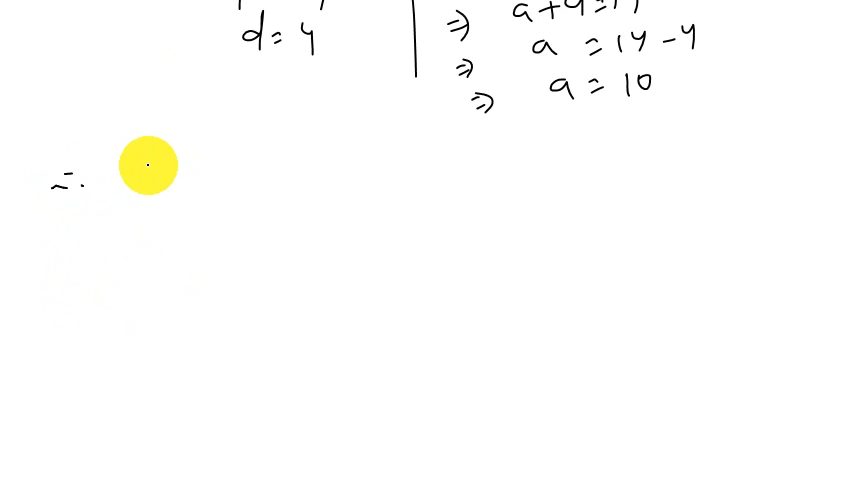 d = 4
⇒ a + 4 = 14
⇒ a = 14 - 4
⇒ a = 10